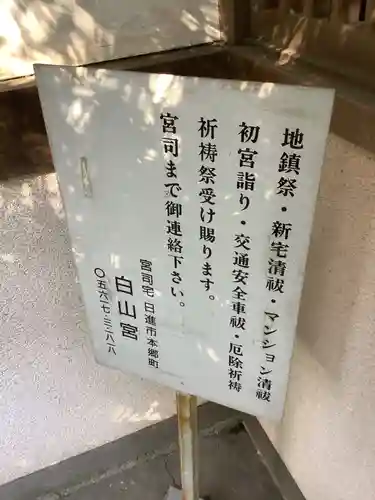 地鎮祭・新宅清祓・マンション清祓
初宮詣り・交通安全車祓・厄除祈祷
祈祷祭受け賜ります。
宮司まで御連絡下さい。
宮司宅 日進市本郷町
白山宮
〇五六一七-三-二八一八